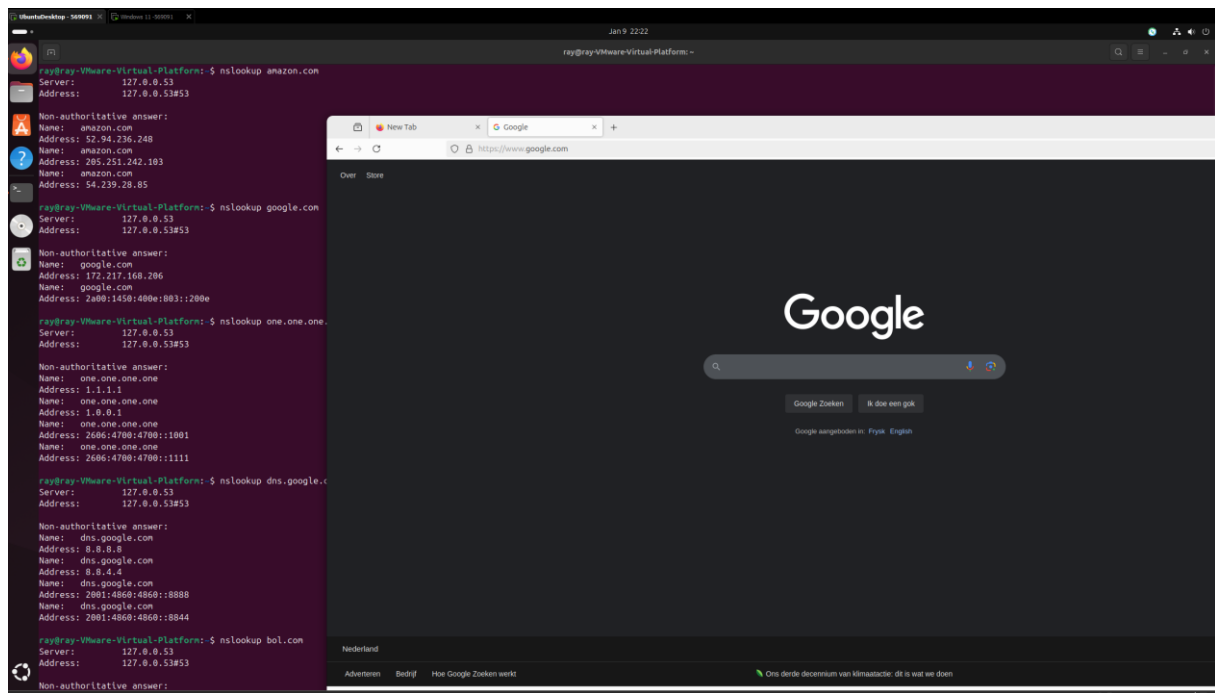 UbuntuDesktop - 569091
Windows 11 -569091
Jan 9 22:22
ray@ray-VMware-Virtual-Platform: ~
ray@ray-VMware-Virtual-Platform:~$ nslookup amazon.com
Server: 127.0.0.53
Address: 127.0.0.53#53
Non-authoritative answer:
Name: amazon.com
Address: 52.94.236.248
Name: amazon.com
Address: 205.251.242.103
Name: amazon.com
Address: 54.239.28.85
ray@ray-VMware-Virtual-Platform:~$ nslookup google.com
Server: 127.0.0.53
Address: 127.0.0.53#53
Non-authoritative answer:
Name: google.com
Address: 172.217.168.206
Name: google.com
Address: 2a00:1450:400e:803::200e
ray@ray-VMware-Virtual-Platform:~$ nslookup one.one.one.
Server: 127.0.0.53
Address: 127.0.0.53#53
Non-authoritative answer:
Name: one.one.one.one
Address: 1.1.1.1
Name: one.one.one.one
Address: 1.0.0.1
Name: one.one.one.one
Address: 2606:4700:4700::1001
Name: one.one.one.one
Address: 2606:4700:4700::1111
ray@ray-VMware-Virtual-Platform:~$ nslookup dns.google.c
Server: 127.0.0.53
Address: 127.0.0.53#53
Non-authoritative answer:
Name: dns.google.com
Address: 8.8.8.8
Name: dns.google.com
Address: 8.8.4.4
Name: dns.google.com
Address: 2001:4860:4860::8888
Name: dns.google.com
Address: 2001:4860:4860::8844
ray@ray-VMware-Virtual-Platform:~$ nslookup bol.com
Server: 127.0.0.53
Address: 127.0.0.53#53
Non-authoritative answer:
New Tab
Google
https://www.google.com
Over Store
Google
Google Zoeken
Ik doe een gok
Google aangeboden in: Frysk English
Nederland
Adverteren Bedrijf Hoe Google Zoeken werkt
Ons derde decennium van klimaatactie: dit is wat we doen